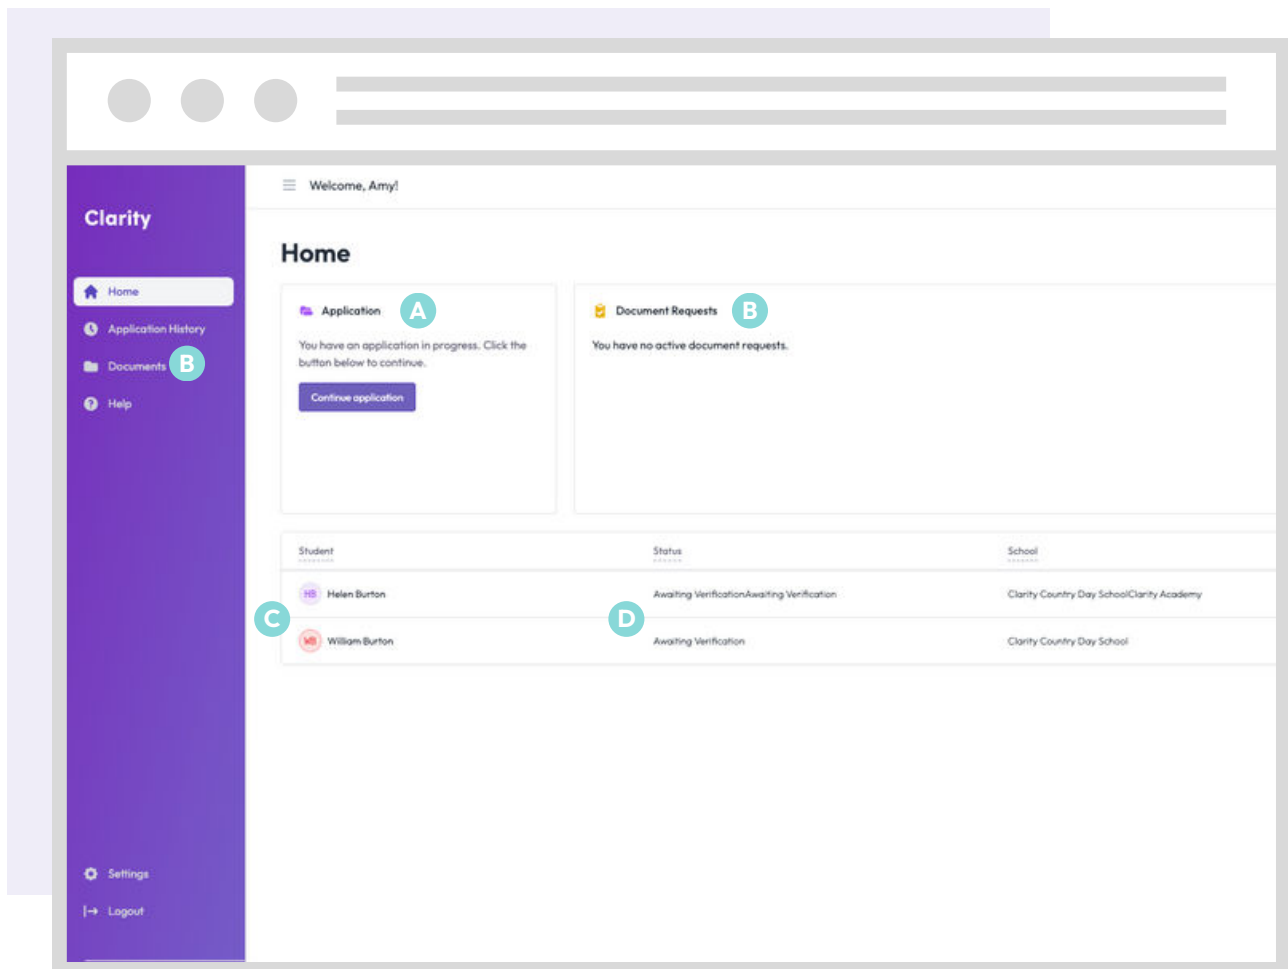 Welcome, Amy!
Clarity
Home
Application History
Documents B
Help
Settings
Logout
Home
Application A
You have an application in progress. Click the
button below to continue.
Continue application
Document Requests B
You have no active document requests.
Student Status School
HB Helen Burton Awaiting VerificationAwaiting Verification Clarity Country Day SchoolClarity Academy
C D
WB William Burton Awaiting Verification Clarity Country Day School